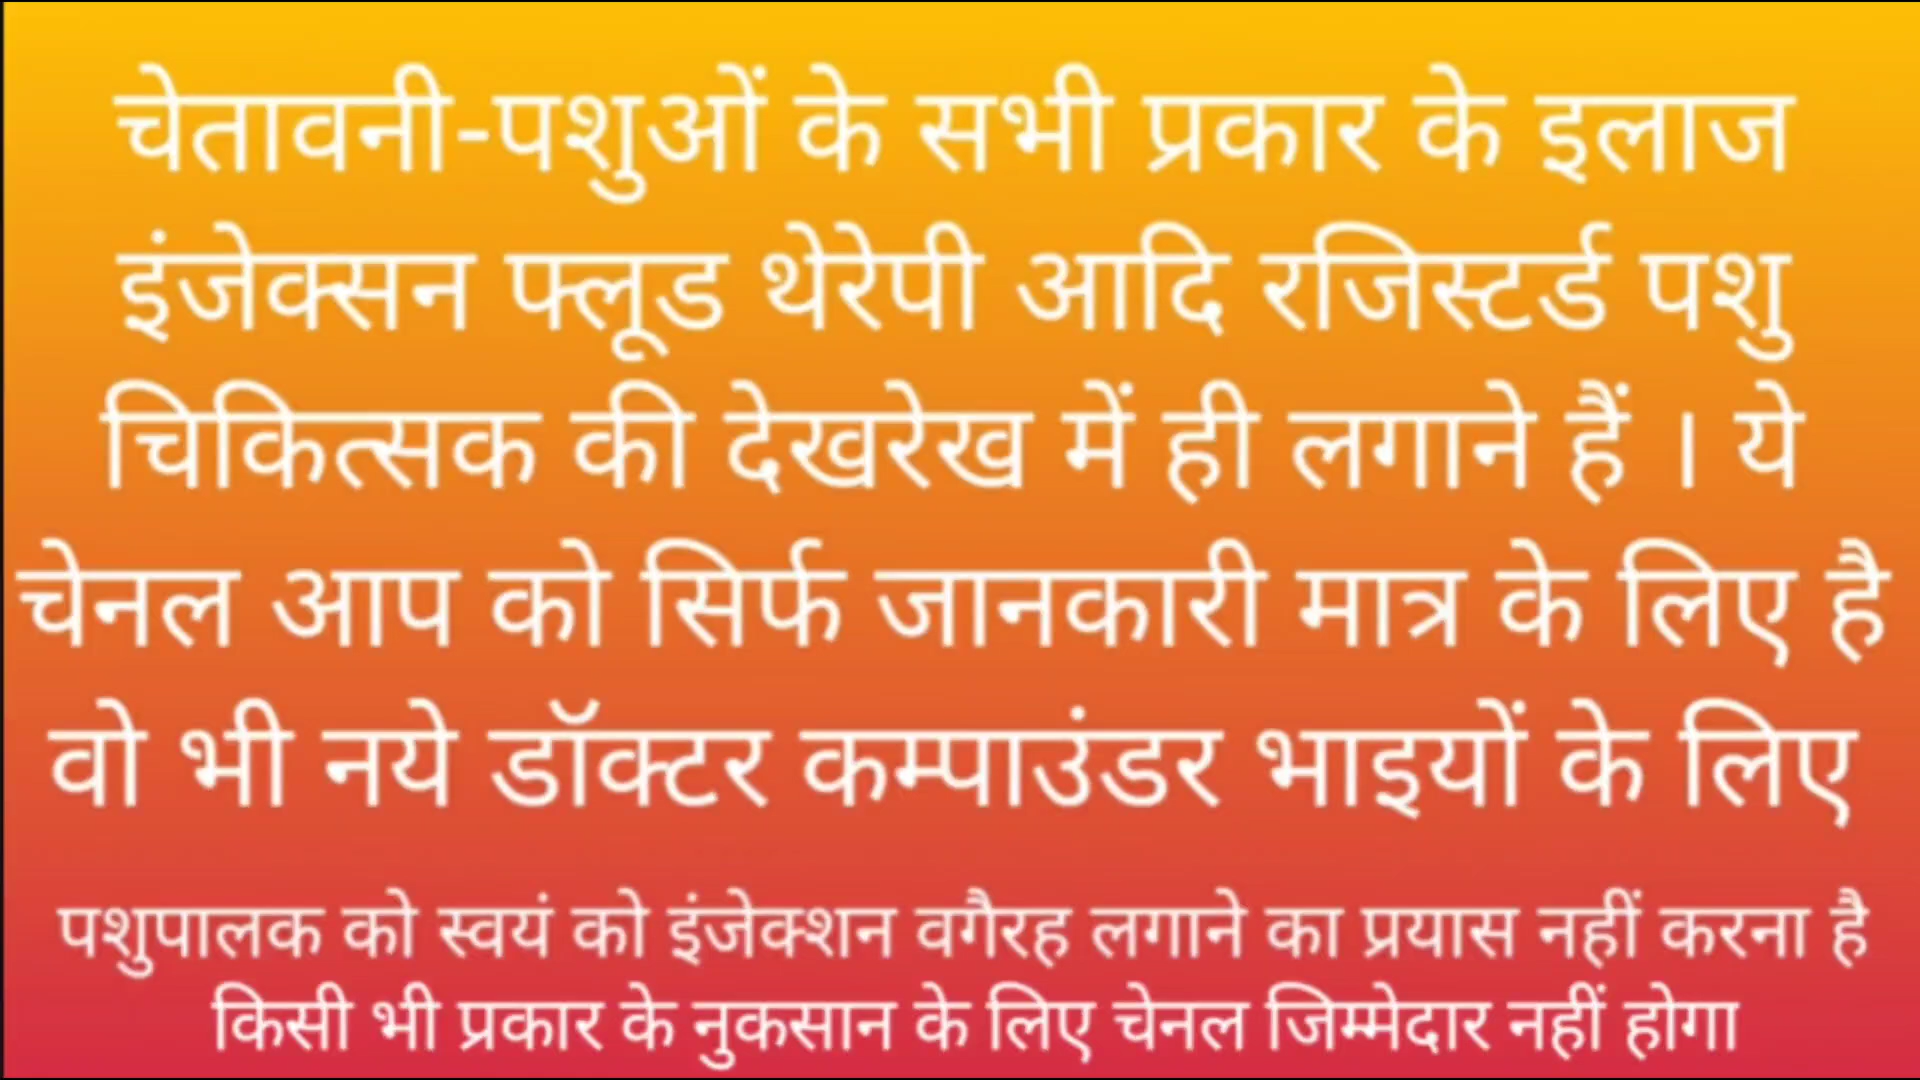 चेतावनी-पशुओं के सभी प्रकार के इलाज
इंजेक्सन फ्लूड थेरेपी आदि रजिस्टर्ड पशु
चिकित्सक की देखरेख में ही लगाने हैं । ये
चेनल आप को सिर्फ जानकारी मात्र के लिए है
वो भी नये डॉक्टर कम्पाउंडर भाइयों के लिए
पशुपालक को स्वयं को इंजेक्शन वगैरह लगाने का प्रयास नहीं करना है
किसी भी प्रकार के नुकसान के लिए चेनल जिम्मेदार नहीं होगा